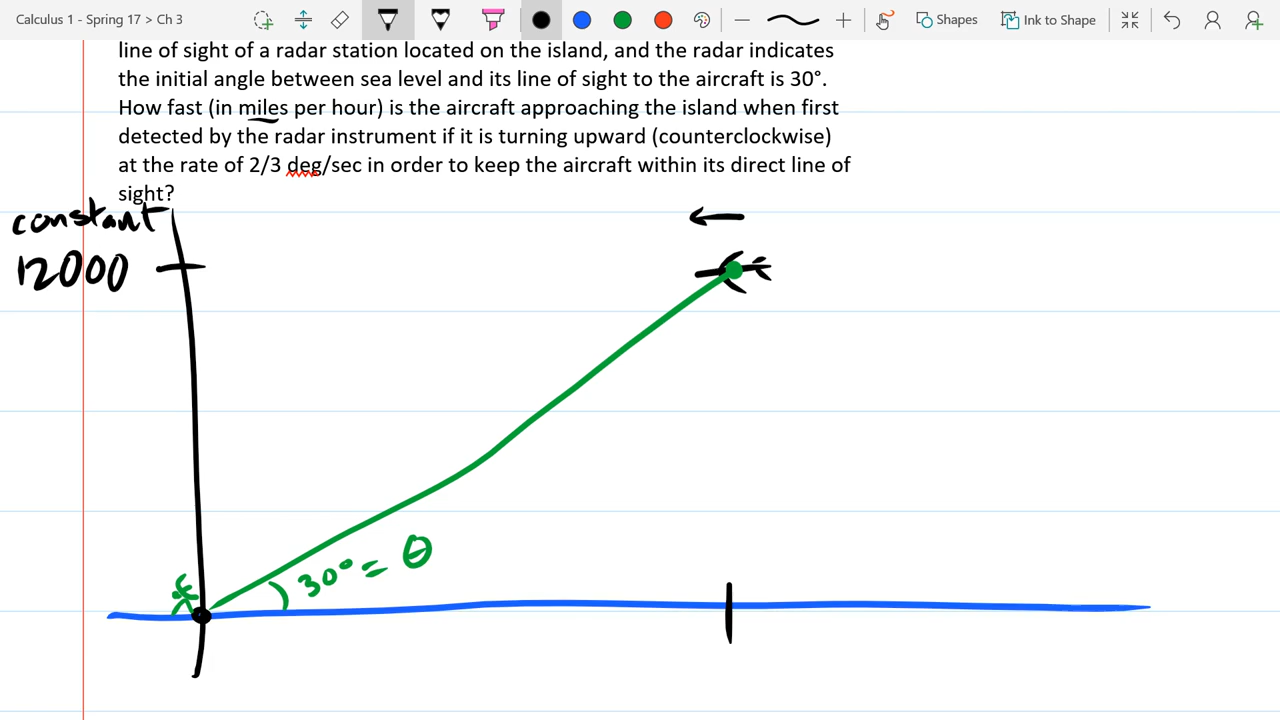 Calculus 1 - Spring 17 > Ch 3
Shapes
Ink to Shape
line of sight of a radar station located on the island, and the radar indicates
the initial angle between sea level and its line of sight to the aircraft is 30°.
How fast (in miles per hour) is the aircraft approaching the island when first
detected by the radar instrument if it is turning upward (counterclockwise)
at the rate of 2/3 deg/sec in order to keep the aircraft within its direct line of
sight?
constant
12000
30° = θ